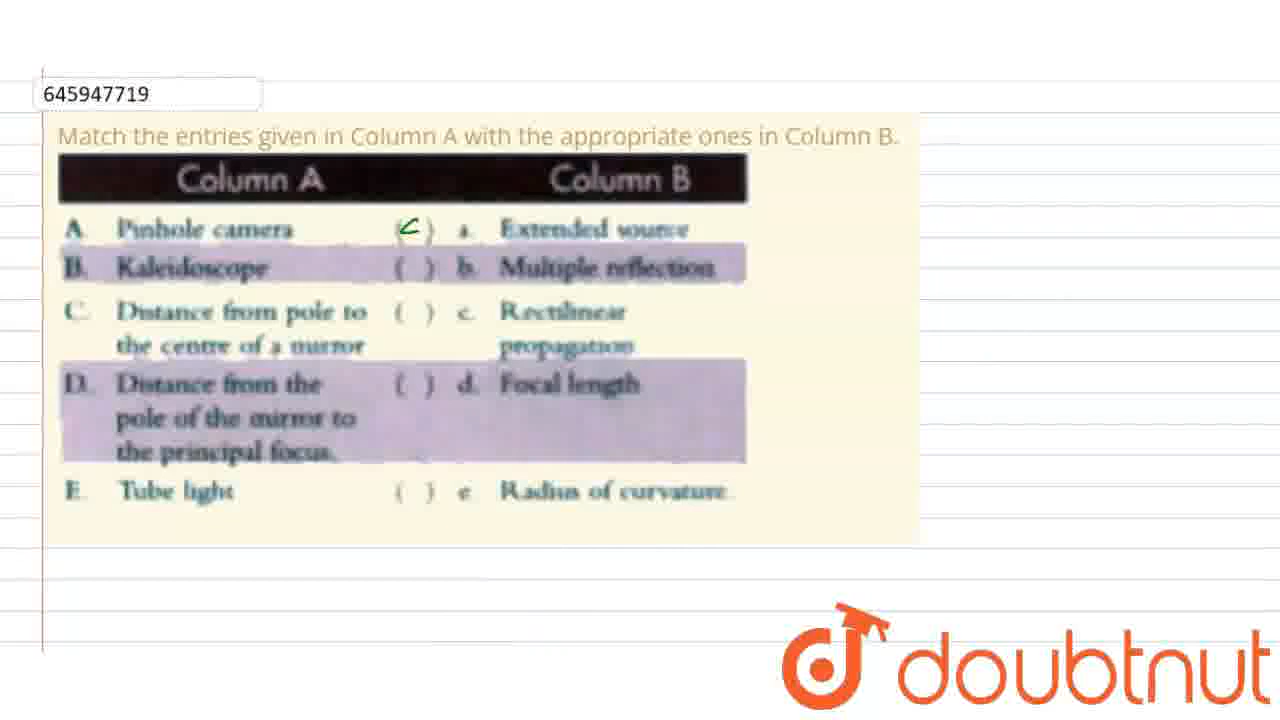 645947719
Match the entries given in Column A with the appropriate ones in Column B.
Column A Column B
A. Pinhole camera (c) a. Extended source
B. Kaleidoscope ( ) b. Multiple reflection
C. Distance from pole to ( ) c. Rectilinear
the centre of a mirror propagation
D. Distance from the ( ) d. Focal length
pole of the mirror to
the principal focus.
E. Tube light ( ) e. Radius of curvature.
doubtnut